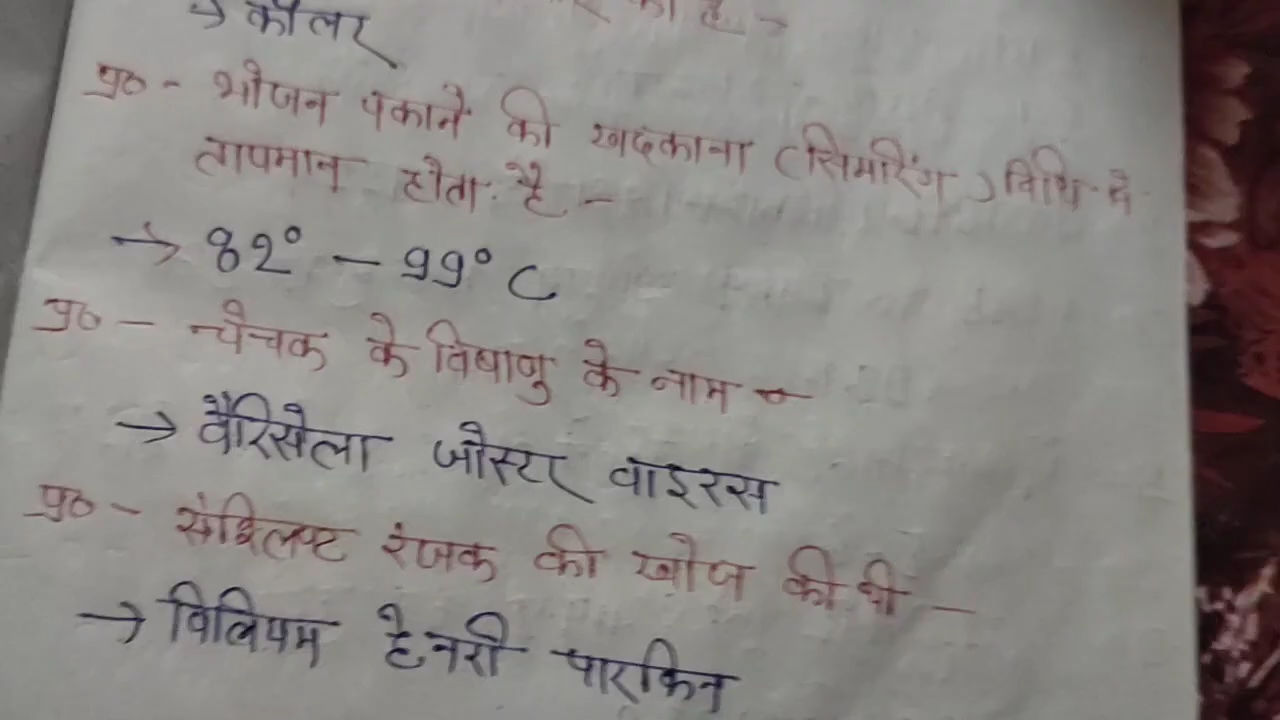 → कॉलर
प्र० - भोजन पकाने की खदकाना (सिमरिंग) विधि में
तापमान होता है -
→ 82° - 99° C
प्र० - चेचक के विषाणु के नाम -
→ वैरिसेला जोस्टर वाइरस
प्र० - संश्लिष्ट रंजक की खोज की थी -
→ विलियम हेनरी पारकिन